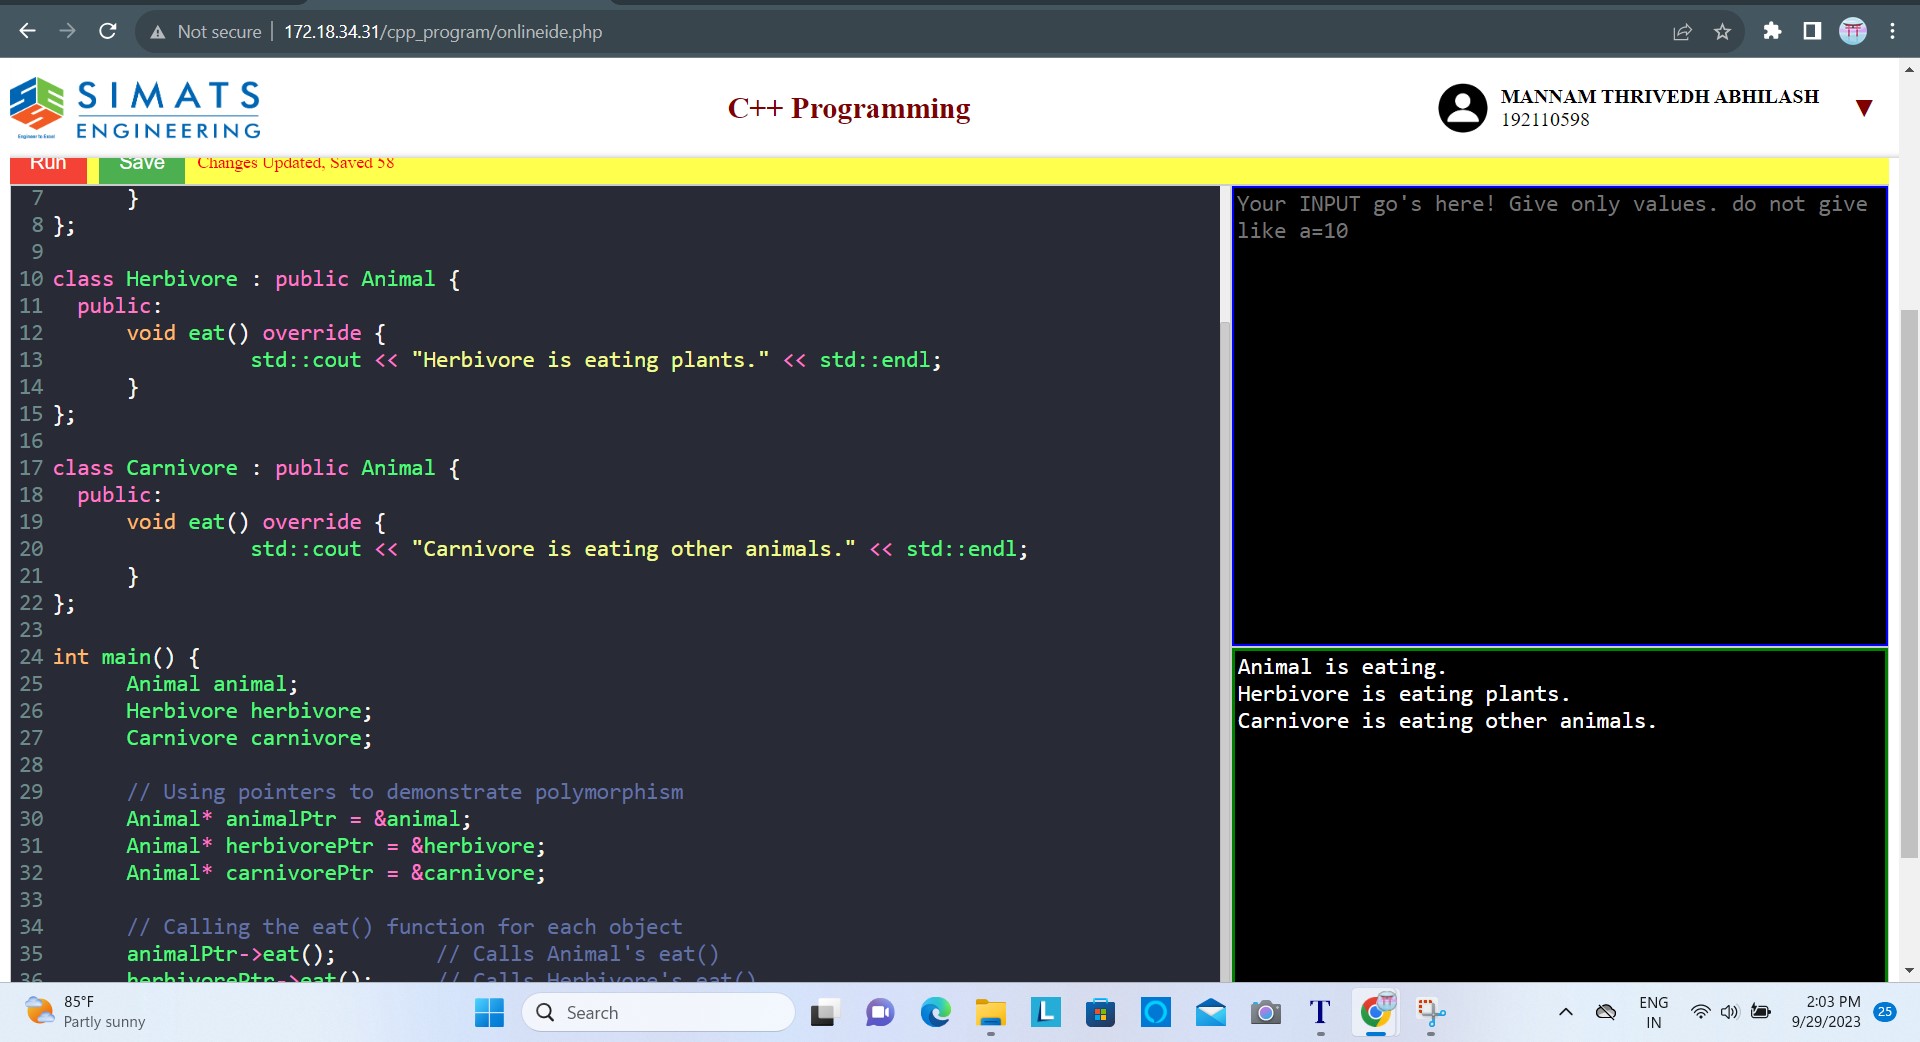 Not secure | 172.18.34.31/cpp_program/onlineide.php
SIMATS
ENGINEERING
Engineer to Excel
C++ Programming
MANNAM THRIVEDH ABHILASH
192110598
Run Save Changes Updated, Saved 58
7 }
8 };
9
10 class Herbivore : public Animal {
11 public:
12 void eat() override {
13 std::cout << "Herbivore is eating plants." << std::endl;
14 }
15 };
16
17 class Carnivore : public Animal {
18 public:
19 void eat() override {
20 std::cout << "Carnivore is eating other animals." << std::endl;
21 }
22 };
23
24 int main() {
25 Animal animal;
26 Herbivore herbivore;
27 Carnivore carnivore;
28
29 // Using pointers to demonstrate polymorphism
30 Animal* animalPtr = &animal;
31 Animal* herbivorePtr = &herbivore;
32 Animal* carnivorePtr = &carnivore;
33
34 // Calling the eat() function for each object
35 animalPtr->eat(); // Calls Animal's eat()
36 herbivorePtr->eat(); // Calls Herbivore's eat()
Your INPUT go's here! Give only values. do not give
like a=10
Animal is eating.
Herbivore is eating plants.
Carnivore is eating other animals.
85°F
Partly sunny
Search
L
T
ENG
IN
2:03 PM
9/29/2023
25